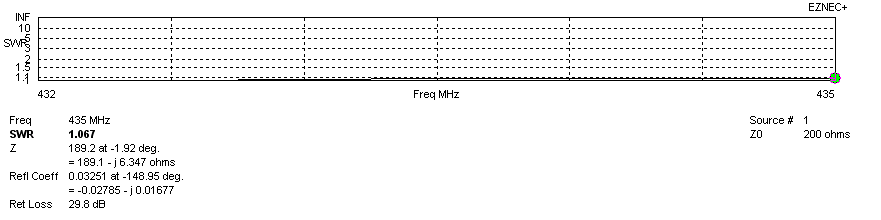 EZNEC+
INF
10
5
SWR 3
2
1.5
1.1
1
432 Freq MHz 435
Freq 435 MHz Source # 1
SWR 1.067 Z0 200 ohms
Z 189.2 at -1.92 deg.
= 189.1 - j 6.347 ohms
Refl Coeff 0.03251 at -148.95 deg.
= -0.02785 - j 0.01677
Ret Loss 29.8 dB